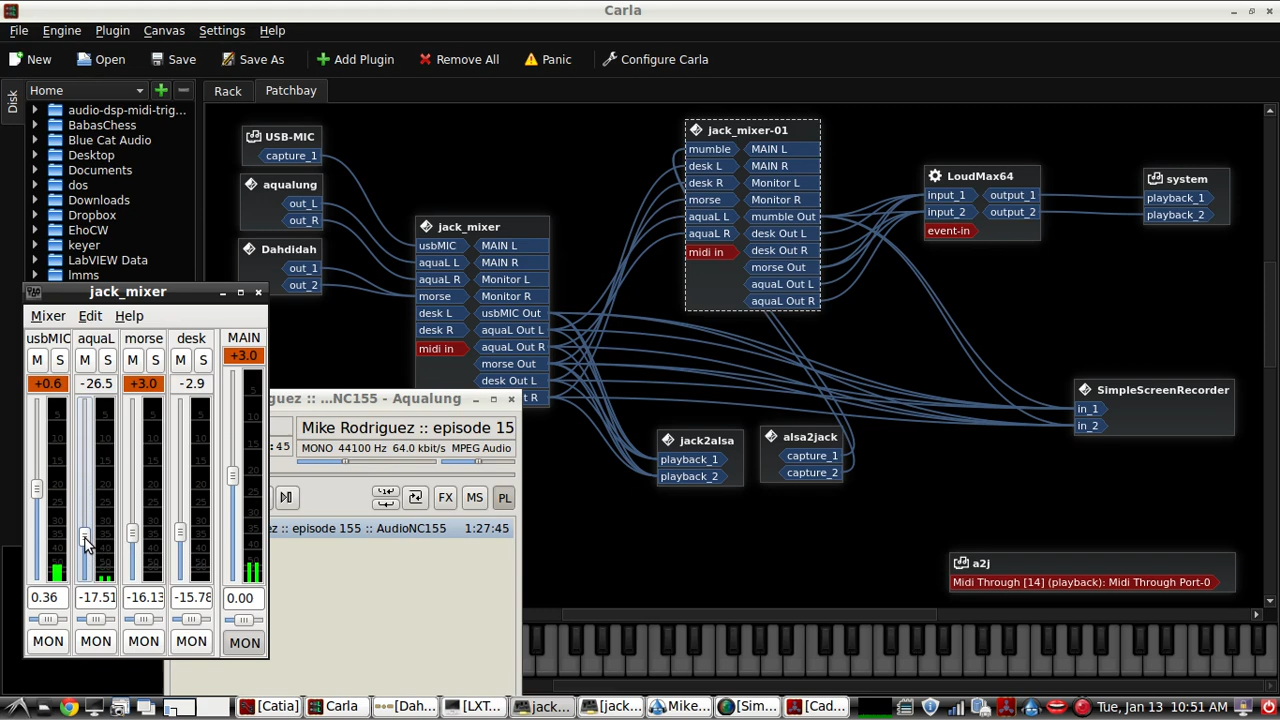 Carla
File Engine Plugin Canvas Settings Help
New Open Save Save As Add Plugin Remove All Panic Configure Carla
Disk
Home
Rack Patchbay
audio-dsp-midi-trig...
BabasChess
Blue Cat Audio
Desktop
Documents
dos
Downloads
Dropbox
EhoCW
keyer
LabVIEW Data
lmms
USB-MIC
capture_1
aqualung
out_L
out_R
Dahdidah
out_1
out_2
jack_mixer
usbMIC MAIN L
aquaL L MAIN R
aquaL R Monitor L
morse Monitor R
desk L usbMIC Out
desk R aquaL Out L
midi in aquaL Out R
morse Out
desk Out L
t R
jack_mixer-01
mumble MAIN L
desk L MAIN R
desk R Monitor L
morse Monitor R
aquaL L mumble Out
aquaL R desk Out L
midi in desk Out R
morse Out
aquaL Out L
aquaL Out R
LoudMax64
input_1 output_1
input_2 output_2
event-in
system
playback_1
playback_2
SimpleScreenRecorder
in_1
in_2
jack2alsa
playback_1
playback_2
alsa2jack
capture_1
capture_2
a2j
Midi Through [14] (playback): Midi Through Port-0
jack_mixer
Mixer Edit Help
usbMIC aquaL morse desk MAIN
M S M S M S M S +3.0
+0.6 -26.5 +3.0 -2.9
0.36 -17.51 -16.13 -15.78 0.00
MON MON MON MON MON
guez :: ...NC155 - Aqualung
Mike Rodriguez :: episode 15
:45 MONO 44100 Hz 64.0 kbit/s MPEG Audio
FX MS PL
ez :: episode 155 :: AudioNC155 1:27:45
[Catia] Carla [Dah... [LXT... jack... [jack... Mike... [Sim... [Cad... Tue, Jan 13 10:51 AM